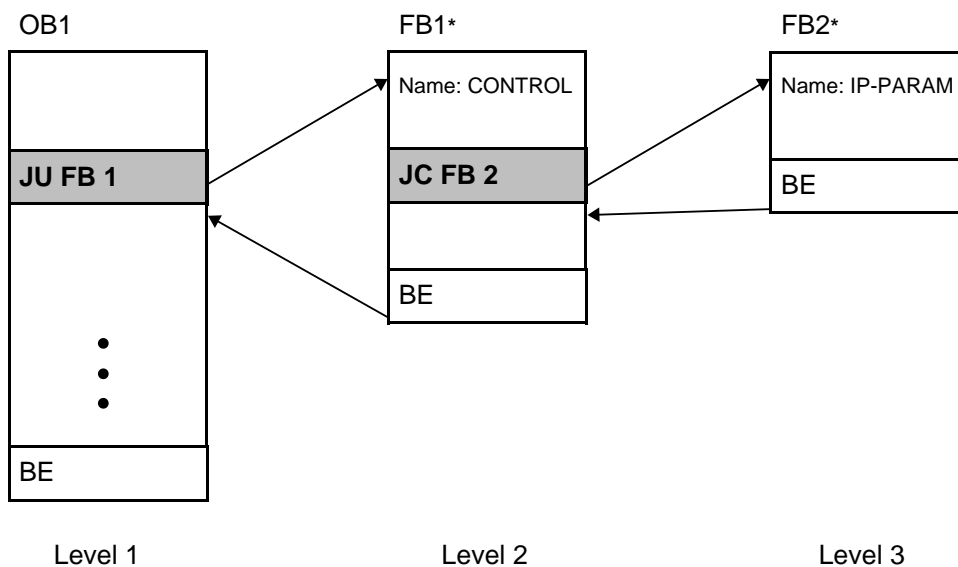 OB1
FB1*
FB2*
Name: CONTROL
Name: IP-PARAM
JU FB 1
JC FB 2
BE
BE
BE
Level 1
Level 2
Level 3